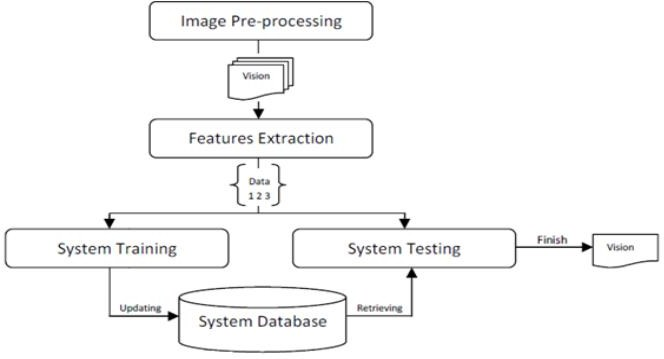 Image Pre-processing
Vision
Features Extraction
Data
1 2 3
System Training
System Testing
Finish
Vision
Updating
System Database
Retrieving